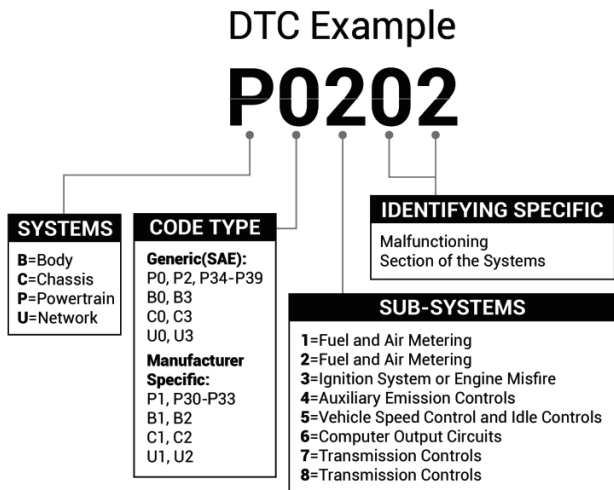 DTC Example
P0202
SYSTEMS
B=Body
C=Chassis
P=Powertrain
U=Network
CODE TYPE
Generic(SAE):
P0, P2, P34-P39
B0, B3
C0, C3
U0, U3
Manufacturer
Specific:
P1, P30-P33
B1, B2
C1, C2
U1, U2
IDENTIFYING SPECIFIC
Malfunctioning
Section of the Systems
SUB-SYSTEMS
1=Fuel and Air Metering
2=Fuel and Air Metering
3=Ignition System or Engine Misfire
4=Auxiliary Emission Controls
5=Vehicle Speed Control and Idle Controls
6=Computer Output Circuits
7=Transmission Controls
8=Transmission Controls